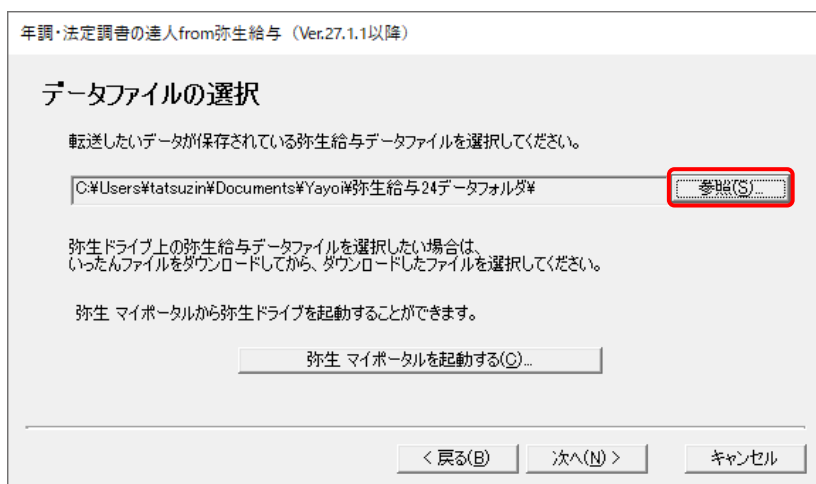 年調・法定調書の達人from弥生給与（Ver.27.1.1以降）
データファイルの選択
転送したいデータが保存されている弥生給与データファイルを選択してください。
C:¥Users¥tatsuzin¥Documents¥Yayoi¥弥生給与24データフォルダ¥
参照(S)...
弥生ドライブ上の弥生給与データファイルを選択したい場合は、
いったんファイルをダウンロードしてから、ダウンロードしたファイルを選択してください。
弥生 マイポータルから弥生ドライブを起動することができます。
弥生 マイポータルを起動する(C)...
< 戻る(B)
次へ(N) >
キャンセル